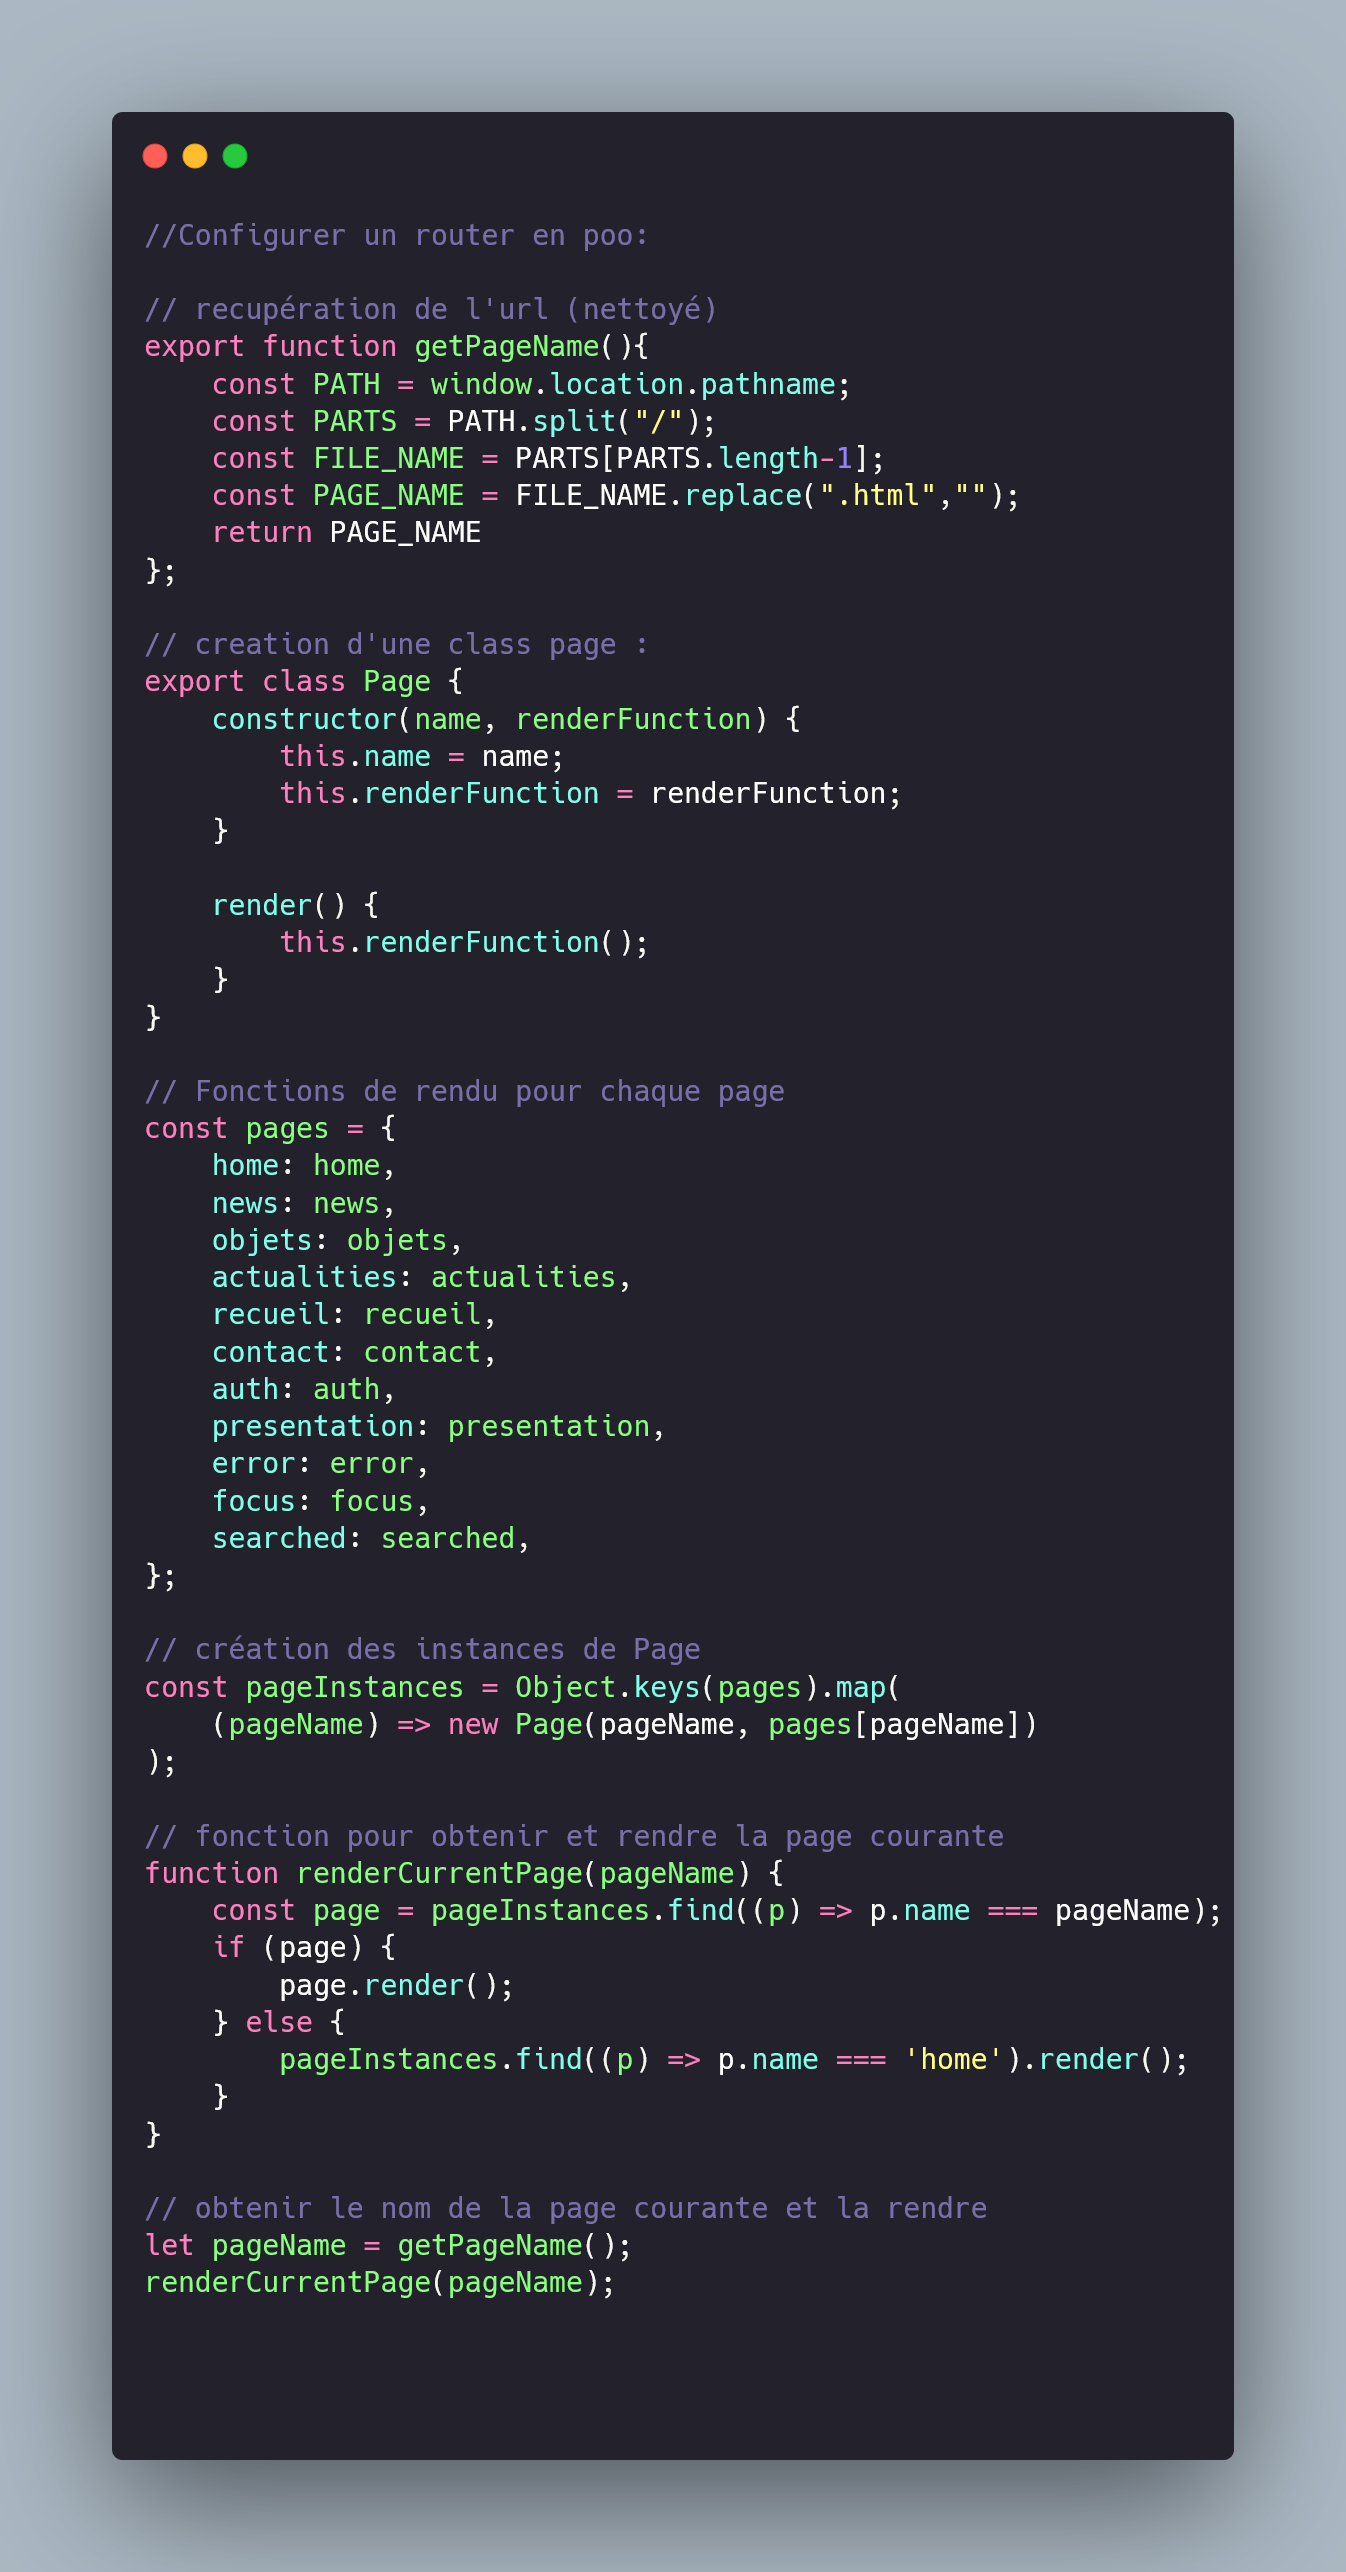 //Configurer un router en poo:

// recupération de l'url (nettoyé)
export function getPageName(){
    const PATH = window.location.pathname;
    const PARTS = PATH.split("/");
    const FILE_NAME = PARTS[PARTS.length-1];
    const PAGE_NAME = FILE_NAME.replace(".html","");
    return PAGE_NAME
};

// creation d'une class page :
export class Page {
    constructor(name, renderFunction) {
        this.name = name;
        this.renderFunction = renderFunction;
    }

    render() {
        this.renderFunction();
    }
}

// Fonctions de rendu pour chaque page
const pages = {
    home: home,
    news: news,
    objets: objets,
    actualities: actualities,
    recueil: recueil,
    contact: contact,
    auth: auth,
    presentation: presentation,
    error: error,
    focus: focus,
    searched: searched,
};

// création des instances de Page
const pageInstances = Object.keys(pages).map(
    (pageName) => new Page(pageName, pages[pageName])
);

// fonction pour obtenir et rendre la page courante
function renderCurrentPage(pageName) {
    const page = pageInstances.find((p) => p.name === pageName);
    if (page) {
        page.render();
    } else {
        pageInstances.find((p) => p.name === 'home').render();
    }
}

// obtenir le nom de la page courante et la rendre
let pageName = getPageName();
renderCurrentPage(pageName);